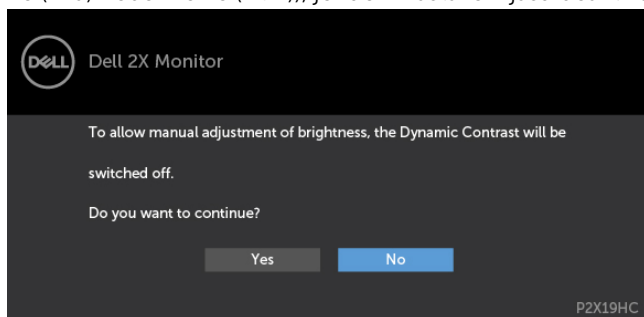 DELL
Dell 2X Monitor
To allow manual adjustment of brightness, the Dynamic Contrast will be
switched off.
Do you want to continue?
Yes
No
P2X19HC